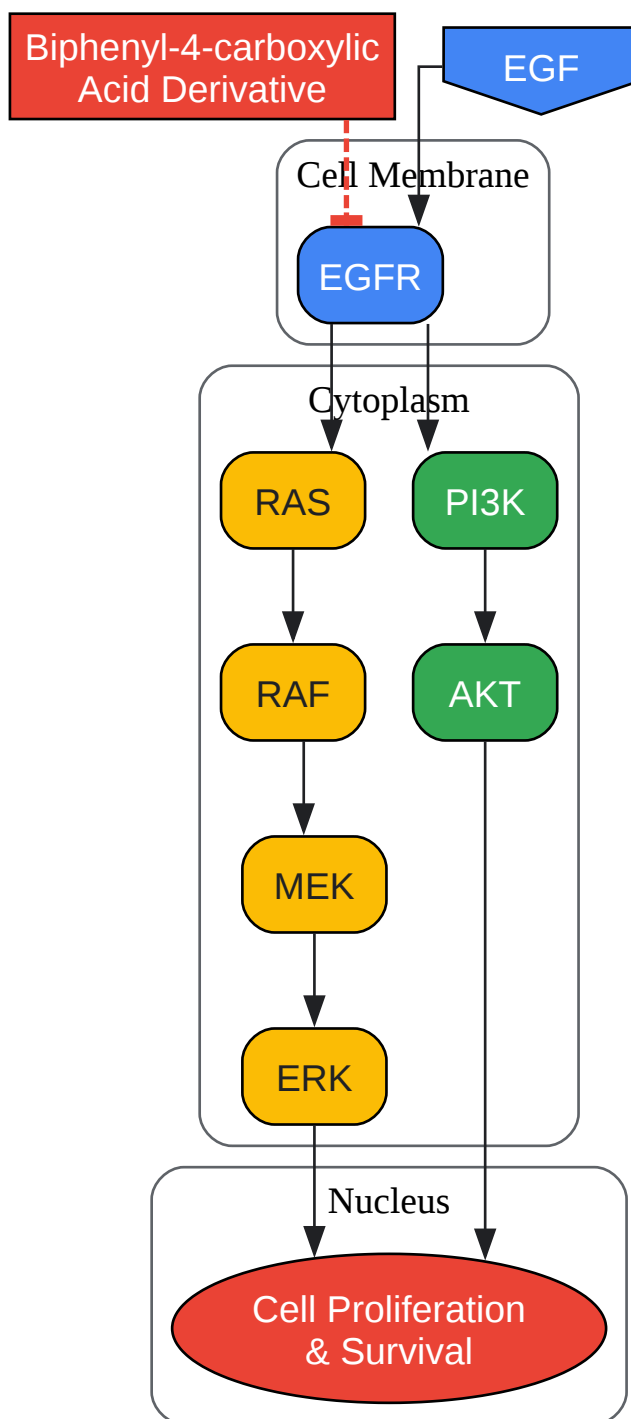 Biphenyl-4-carboxylic
Acid Derivative
EGF
Cell Membrane
EGFR
Cytoplasm
RAS
PI3K
RAF
AKT
MEK
ERK
Nucleus
Cell Proliferation
& Survival